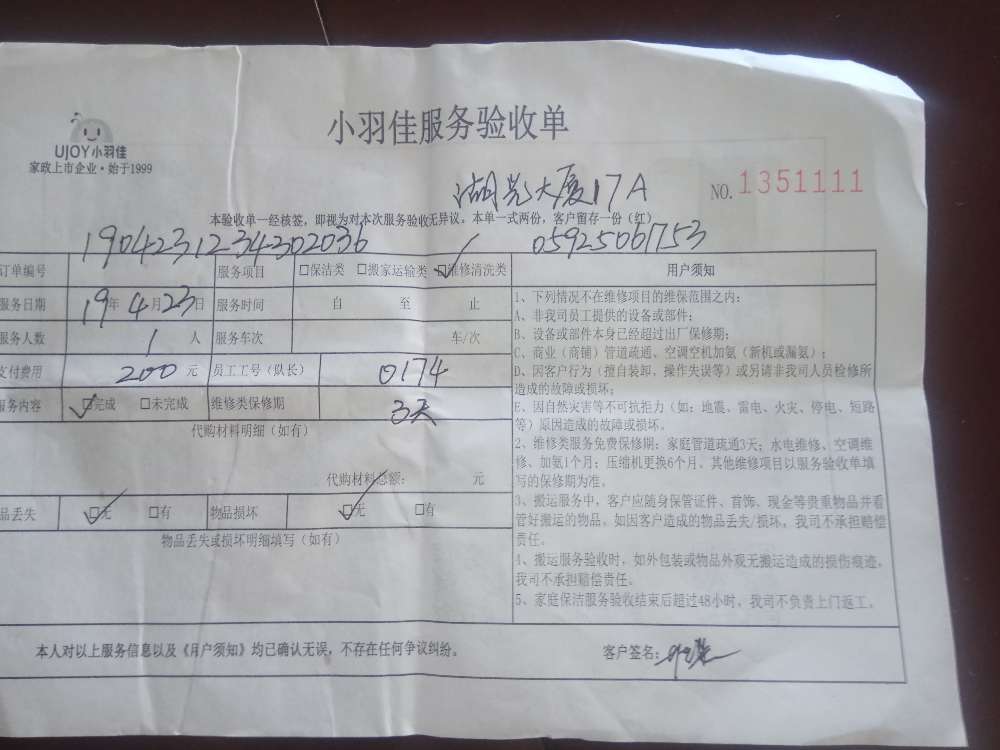 小羽佳服务验收单
UJOY小羽佳
家政上市企业·始于1999
湖光大厦17A
NO.1351111
本验收单一经核签，即视为对本次服务验收无异议。本单一式两份，客户留存一份（红）
1904231234302036
05925061753
订单编号 服务项目 □保洁类 □搬家运输类 ☑维修清洗类 用户须知
服务日期 19年4月23日 服务时间 自 至 止
服务人数 1 人 服务车次 车/次
支付费用 200元 员工工号（队长） 0174
服务内容 ☑完成 □未完成 维修类保修期 3天
代购材料明细（如有）
代购材料总额： 元
品丢失 ☑无 □有 物品损坏 ☑无 □有
物品丢失或损坏明细填写（如有）
1、下列情况不在维修项目的维保范围之内：
A、非我司员工提供的设备或部件；
B、设备或部件本身已经超过出厂保修期；
C、商业（商铺）管道疏通、空调空机加氨（新机或漏氨）；
D、因客户行为（擅自装卸，操作失误等）或另请非我司人员检修所
造成的故障或损坏；
E、因自然灾害等不可抗拒力（如：地震、雷电、火灾、停电、短路
等）原因造成的故障或损坏。
2、维修类服务免费保修期：家庭管道疏通3天；水电维修、空调维
修、加氨1个月；压缩机更换6个月。其他维修项目以服务验收单填
写的保修期为准。
3、搬运服务中，客户应随身保管证件、首饰、现金等贵重物品并看
管好搬运的物品。如因客户造成的物品丢失/损坏，我司不承担赔偿
责任。
4、搬运服务验收时，如外包装或物品外观无搬运造成的损伤痕迹，
我司不承担赔偿责任。
5、家庭保洁服务验收结束后超过48小时，我司不负责上门返工。
本人对以上服务信息以及《用户须知》均已确认无误，不存在任何争议纠纷。
客户签名：